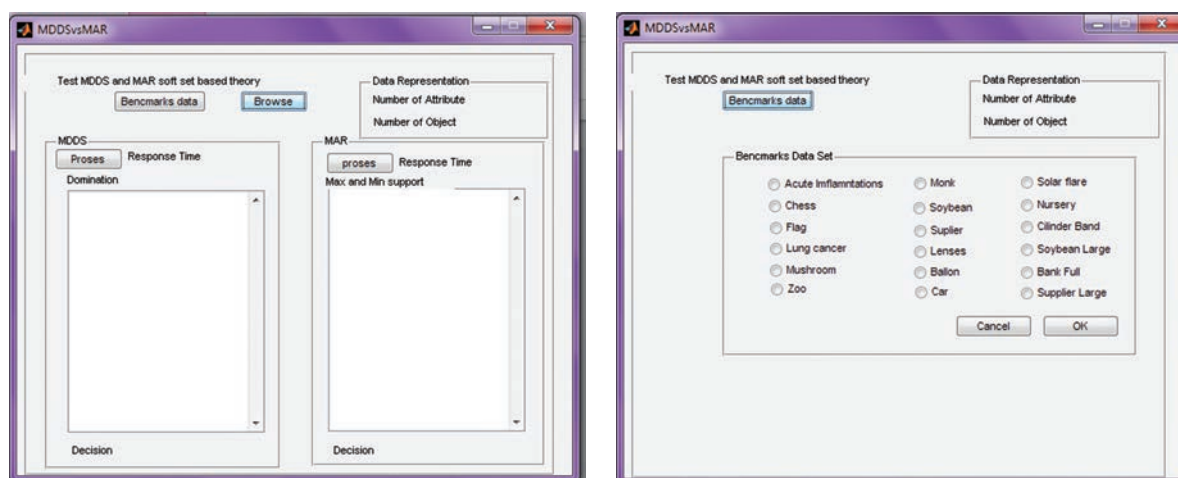 MDDSvsMAR
Test MDDS and MAR soft set based theory
Bencmarks data
Browse
Data Representation
Number of Attribute
Number of Object
MDDS
Proses
Response Time
Domination
Decision
MAR
proses
Response Time
Max and Min support
Decision
MDDSvsMAR
Test MDDS and MAR soft set based theory
Bencmarks data
Data Representation
Number of Attribute
Number of Object
Bencmarks Data Set
Acute Imflamntations
Chess
Flag
Lung cancer
Mushroom
Zoo
Monk
Soybean
Suplier
Lenses
Ballon
Car
Solar flare
Nursery
Cilinder Band
Soybean Large
Bank Full
Supplier Large
Cancel
OK